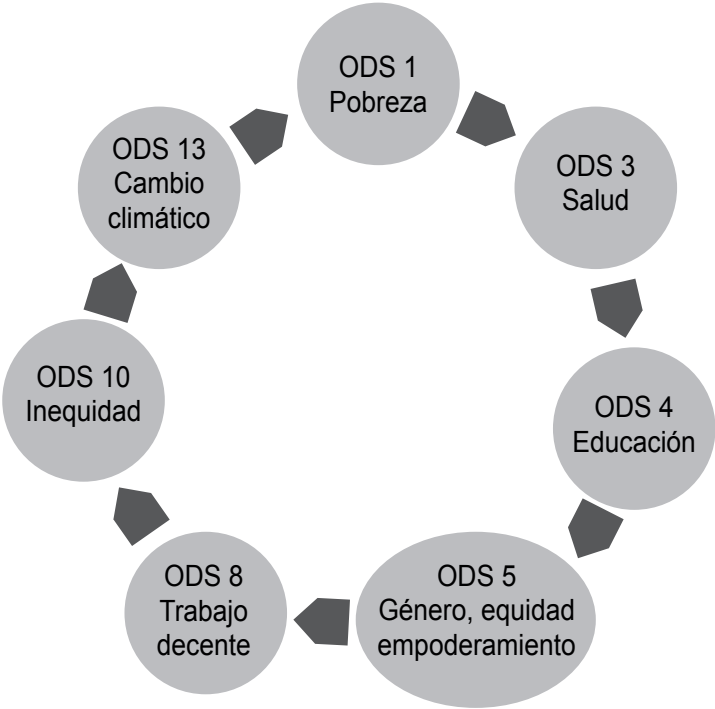 ODS 1
Pobreza
ODS 3
Salud
ODS 4
Educación
ODS 5
Género, equidad
empoderamiento
ODS 8
Trabajo
decente
ODS 10
Inequidad
ODS 13
Cambio
climático